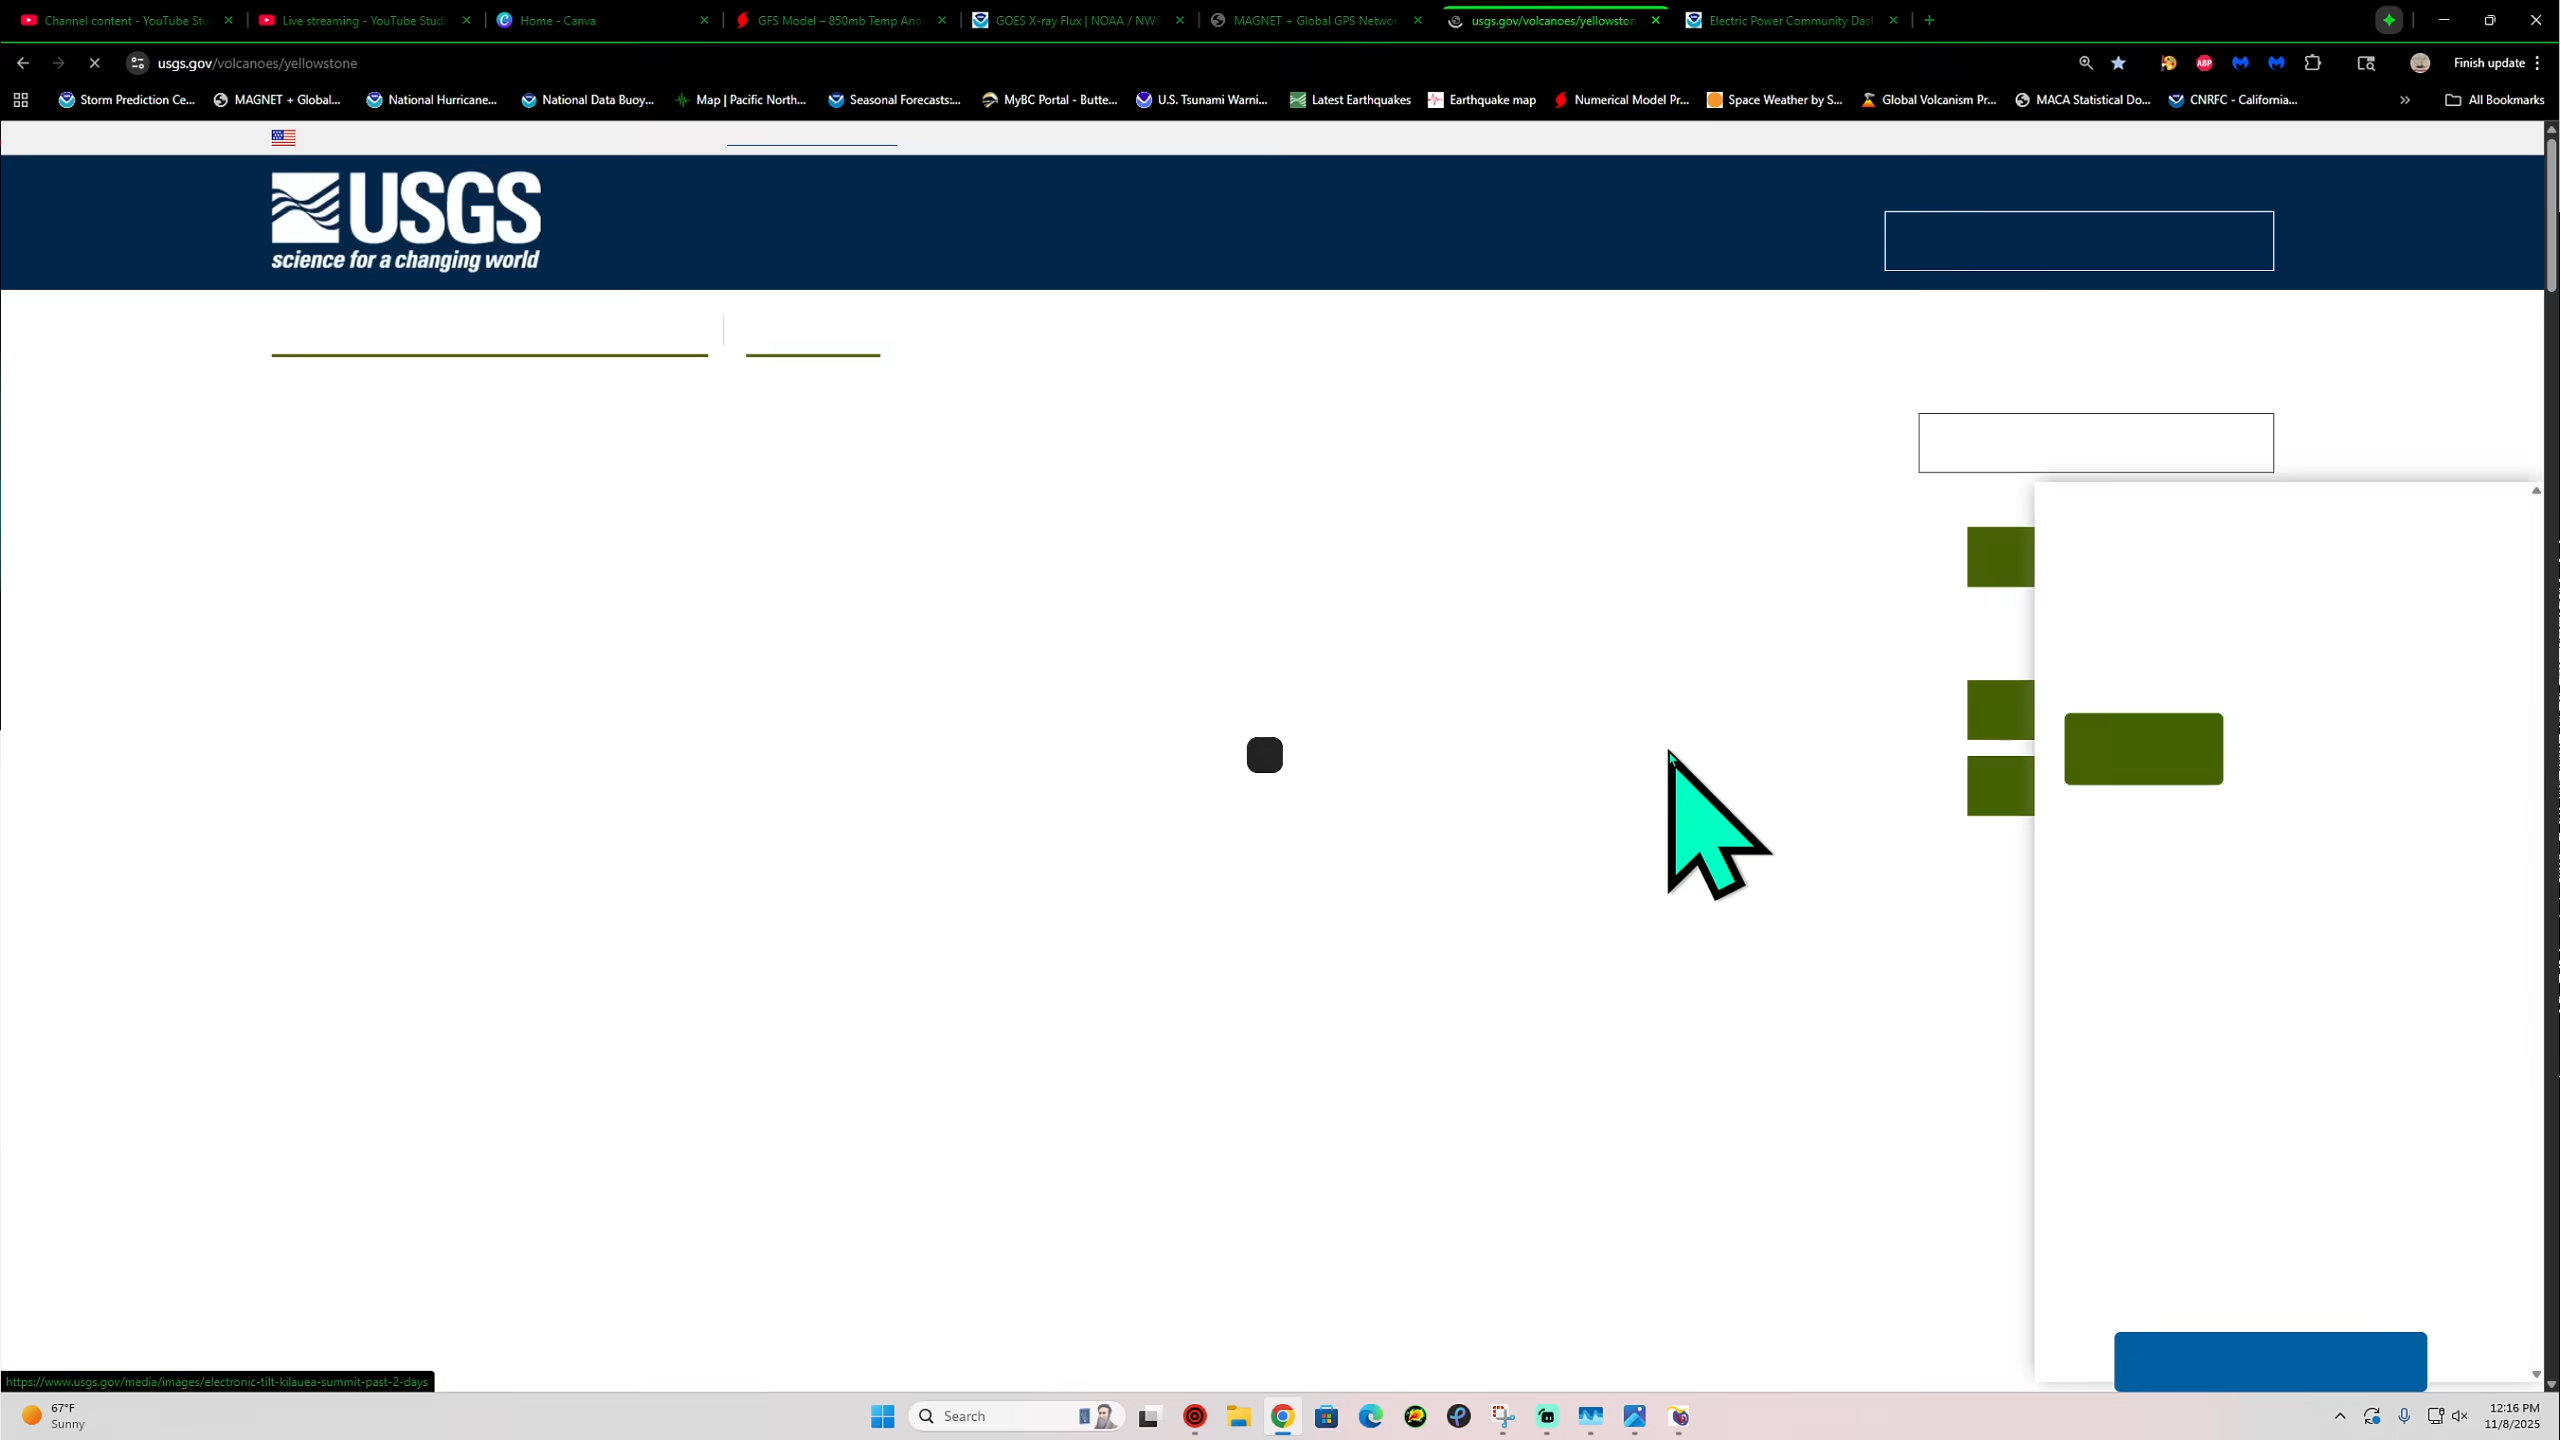 Channel content - YouTube Stu
Live streaming - YouTube Studi
Home - Canva
GFS Model – 850mb Temp Ano
GOES X-ray Flux | NOAA / NWS
MAGNET + Global GPS Networ
usgs.gov/volcanoes/yellowston
Electric Power Community Das
usgs.gov/volcanoes/yellowstone
ABP
Finish update
Storm Prediction Ce...
MAGNET + Global...
National Hurricane...
National Data Buoy...
Map | Pacific North...
Seasonal Forecasts:...
MyBC Portal - Butte...
U.S. Tsunami Warni...
Latest Earthquakes
Earthquake map
Numerical Model Pr...
Space Weather by S...
Global Volcanism Pr...
MACA Statistical Do...
CNRFC - California...
All Bookmarks
USGS
science for a changing world
https://www.usgs.gov/media/images/electronic-tilt-kilauea-summit-past-2-days
67°F
Sunny
Search
12:16 PM
11/8/2025